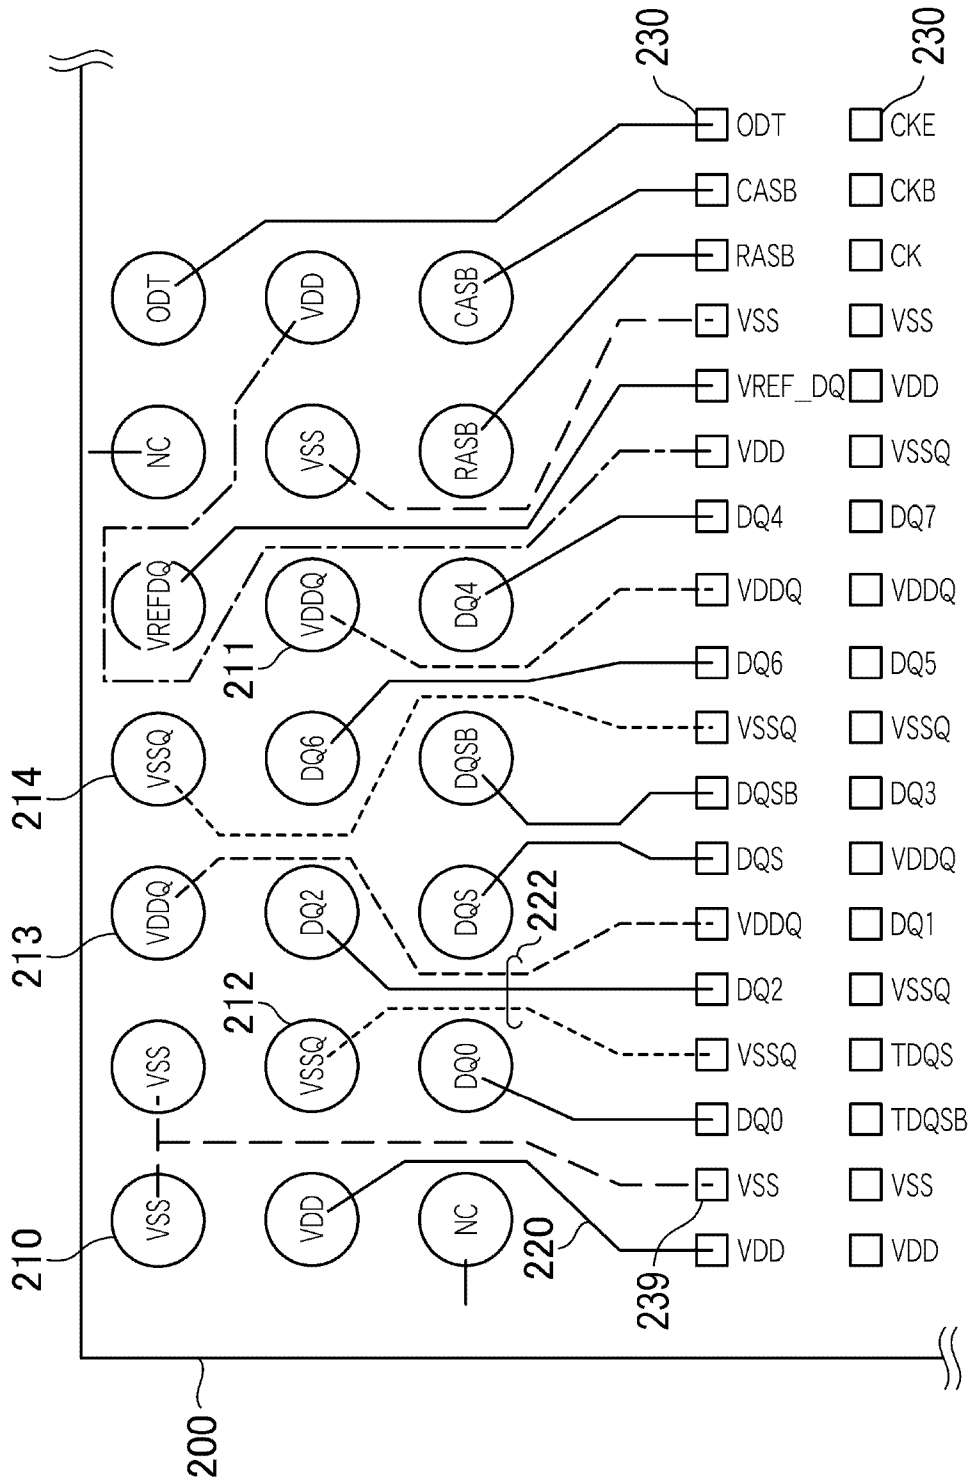 230
230
ODT
CKE
CASB
CKB
RASB
CK
VSS
VSS
VREF_DQ
VDD
VDD
VSSQ
DQ4
DQ7
VDDQ
VDDQ
DQ6
DQ5
VSSQ
VSSQ
DQSB
DQ3
DQS
VDDQ
VDDQ
DQ1
DQ2
VSSQ
VSSQ
TDQS
DQ0
TDQSB
VSS
VSS
VDD
VDD
ODT
VDD
CASB
NC
VSS
RASB
VREFDQ
VDDQ
DQ4
211
VSSQ
DQ6
DQSB
214
VDDQ
DQ2
DQS
213
222
VSS
VSSQ
DQ0
212
VSS
VDD
NC
210
220
239
200